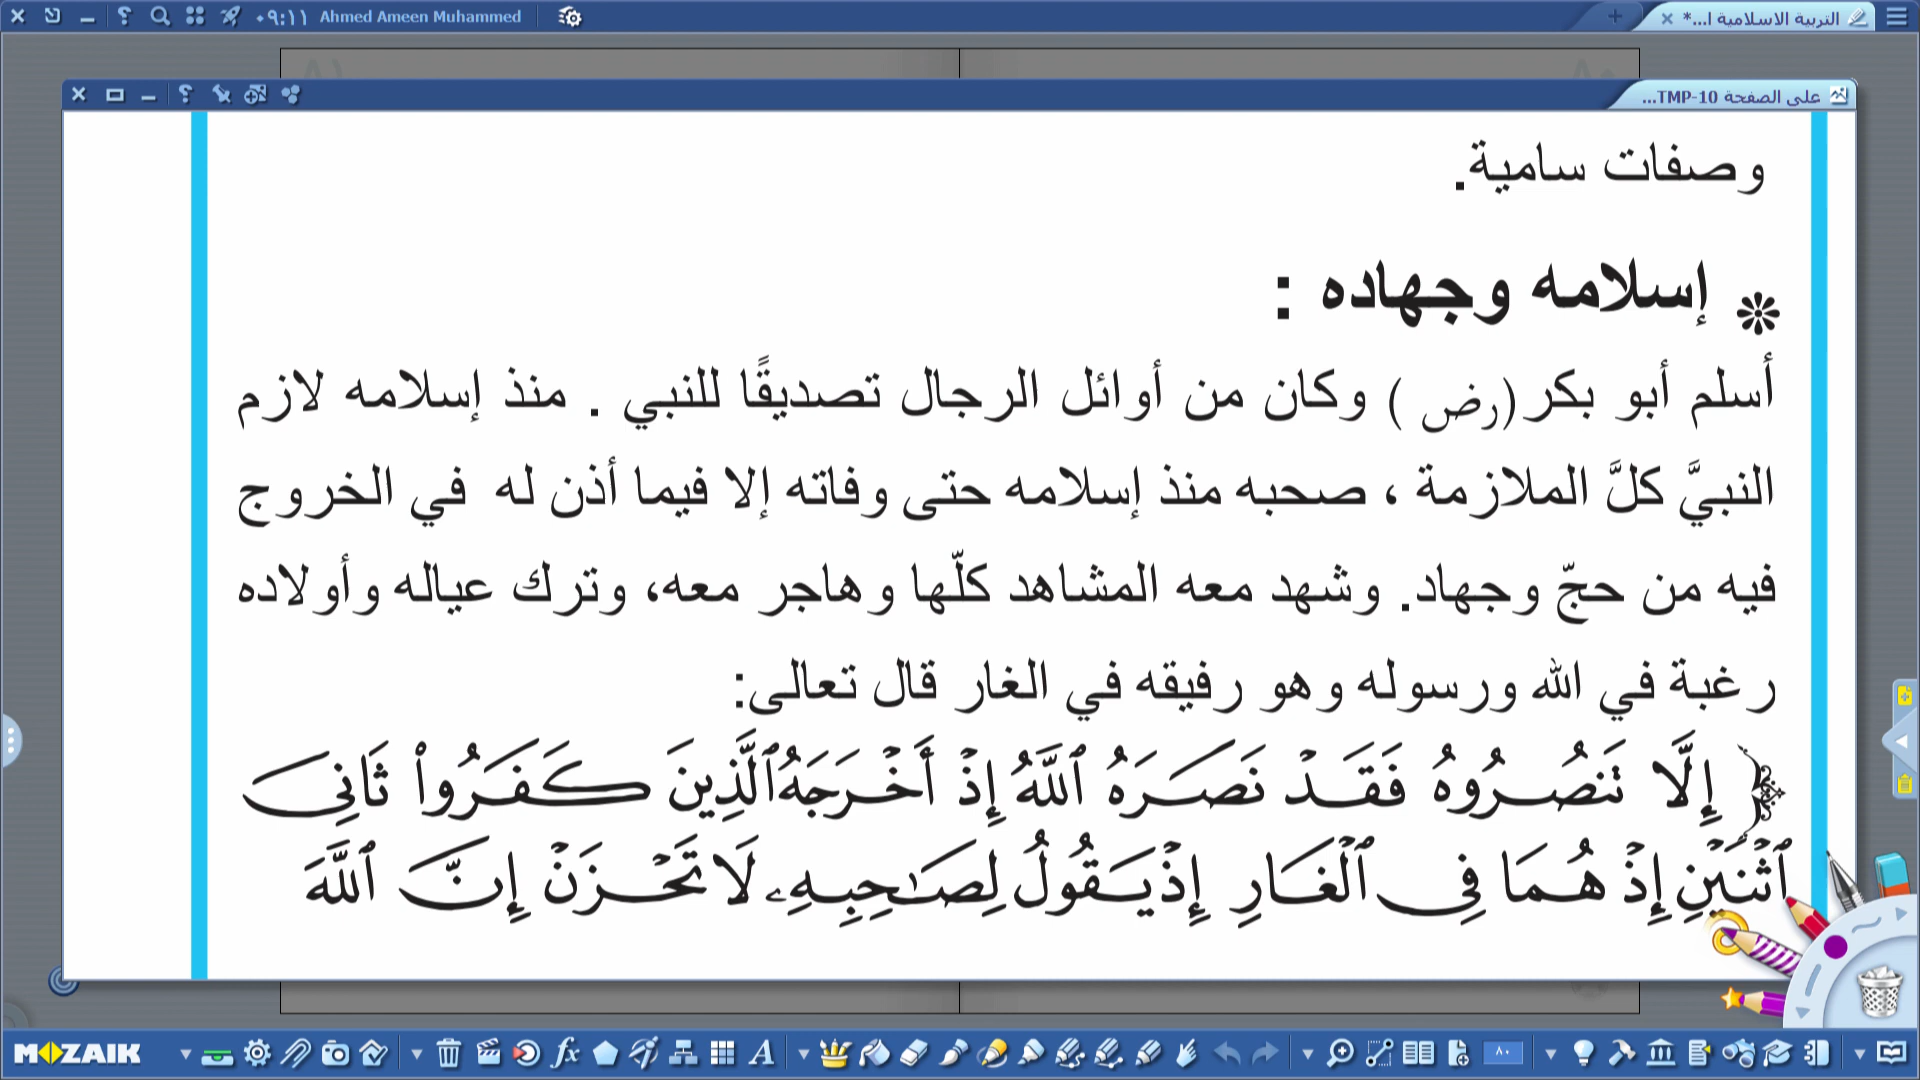 التربية الاسلامية ا...*
Ahmed Ameen Muhammed ٠٩:١١
على الصفحة TMP-10...
وصفات سامية.
إسلامه وجهاده :
أسلم أبو بكر(رض ) وكان من أوائل الرجال تصديقًا للنبي . منذ إسلامه لازم
النبيَّ كلَّ الملازمة ، صحبه منذ إسلامه حتى وفاته إلا فيما أذن له في الخروج
فيه من حجّ وجهاد. وشهد معه المشاهد كلّها وهاجر معه، وترك عياله وأولاده
رغبة في الله ورسوله وهو رفيقه في الغار قال تعالى:
﴿ إِلَّا تَنصُرُوهُ فَقَدْ نَصَرَهُ ٱللَّهُ إِذْ أَخْرَجَهُ ٱلَّذِينَ كَفَرُواْ ثَانِىَ
ٱثْنَيْنِ إِذْ هُمَا فِى ٱلْغَارِ إِذْ يَقُولُ لِصَـٰحِبِهِۦ لَا تَحْزَنْ إِنَّ ٱللَّهَ
MOZAIK
٨٠